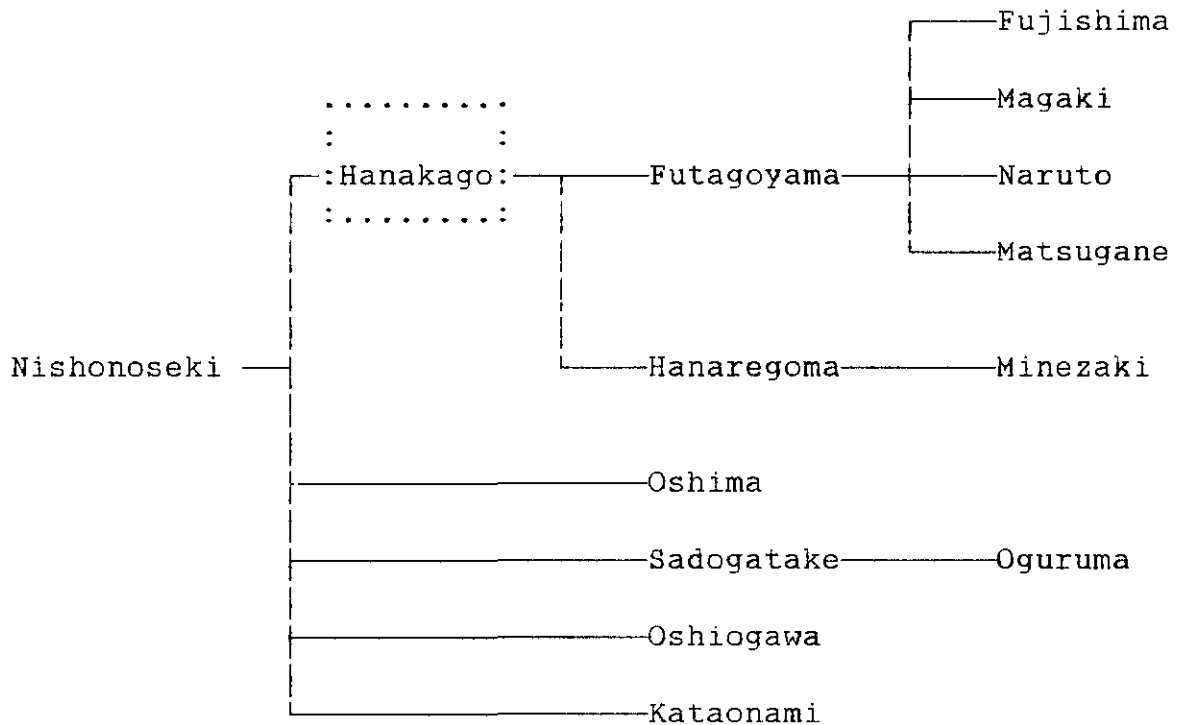 Fujishima
Magaki
Hanakago Futagoyama Naruto
Matsugane
Nishonoseki Hanaregoma Minezaki
Oshima
Sadogatake Oguruma
Oshiogawa
Kataonami